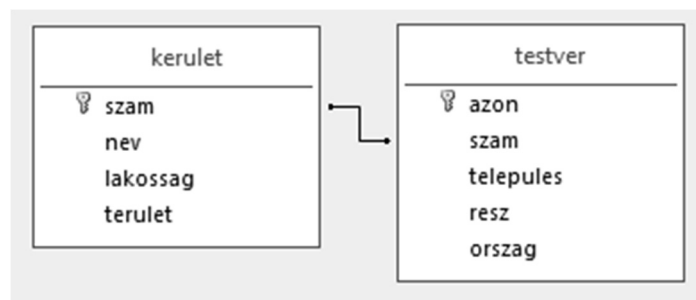 kerulet
szam
nev
lakossag
terulet
testver
azon
szam
telepules
resz
orszag